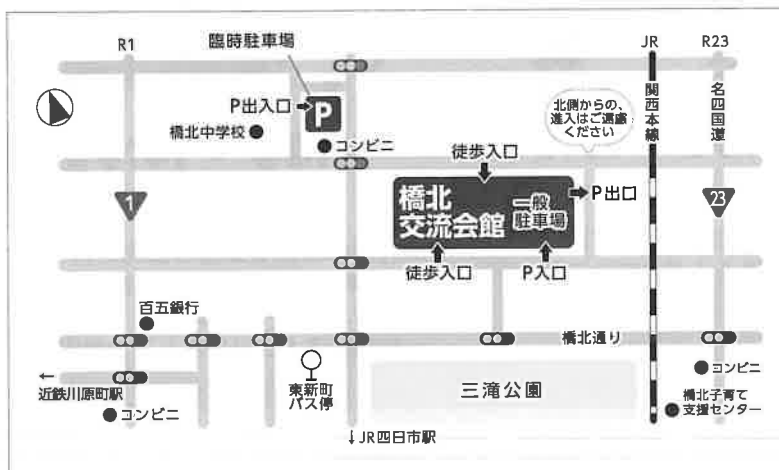 R1
臨時駐車場
JR
R23
P出入口
P
橋北中学校
コンビニ
関西本線
名四国道
北側からの、
進入はご遠慮
ください
徒歩入口
1
橋北
交流会館
一般
駐車場
P出口
23
徒歩入口
P入口
百五銀行
橋北通り
←
近鉄川原町駅
コンビニ
東新町
バス停
三滝公園
コンビニ
橋北子育て
支援センター
↓JR四日市駅